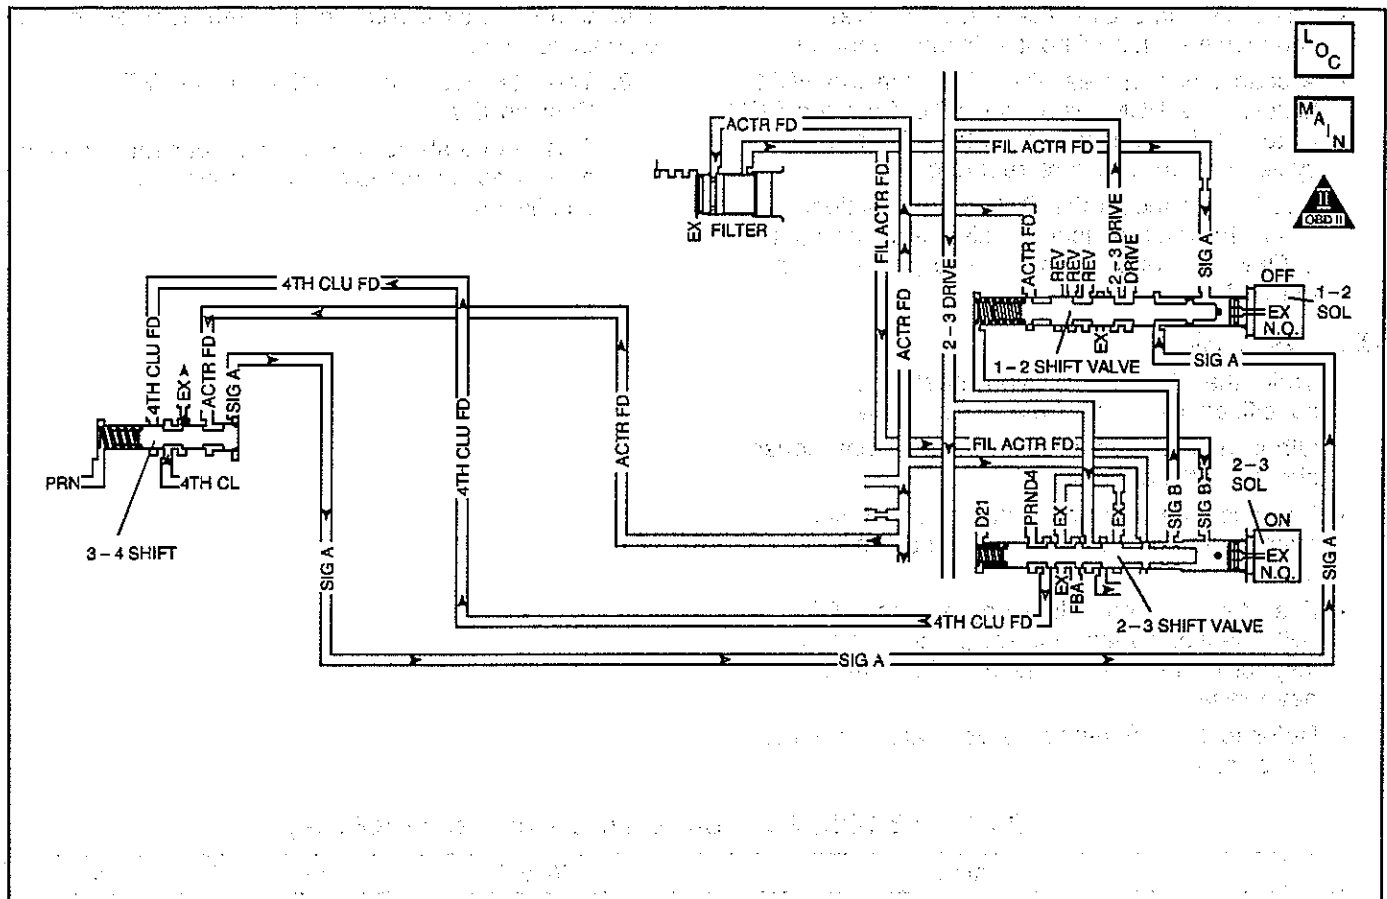 LOC
MAIN
II
OBD II
ACTR FD
FIL ACTR FD
FIL ACTR FD
EX
FILTER
ACTR FD
2-3 DRIVE
ACTR FD
REV
REV
REV
2-3 DRIVE
DRIVE
SIG A
OFF
1-2
SOL
EX
N.O.
EX
1-2 SHIFT VALVE
SIG A
4TH CLU FD
4TH CLU FD
EX
ACTR FD
SIG A
PRN
4TH CL
3-4 SHIFT
4TH CLU FD
ACTR FD
SIG A
FIL ACTR FD
D21
PRND4
EX
EX
SIG B
SIG B
2-3
SOL
ON
EX
N.O.
EX
FBA
4TH CLU FD
2-3 SHIFT VALVE
SIG A
SIG A